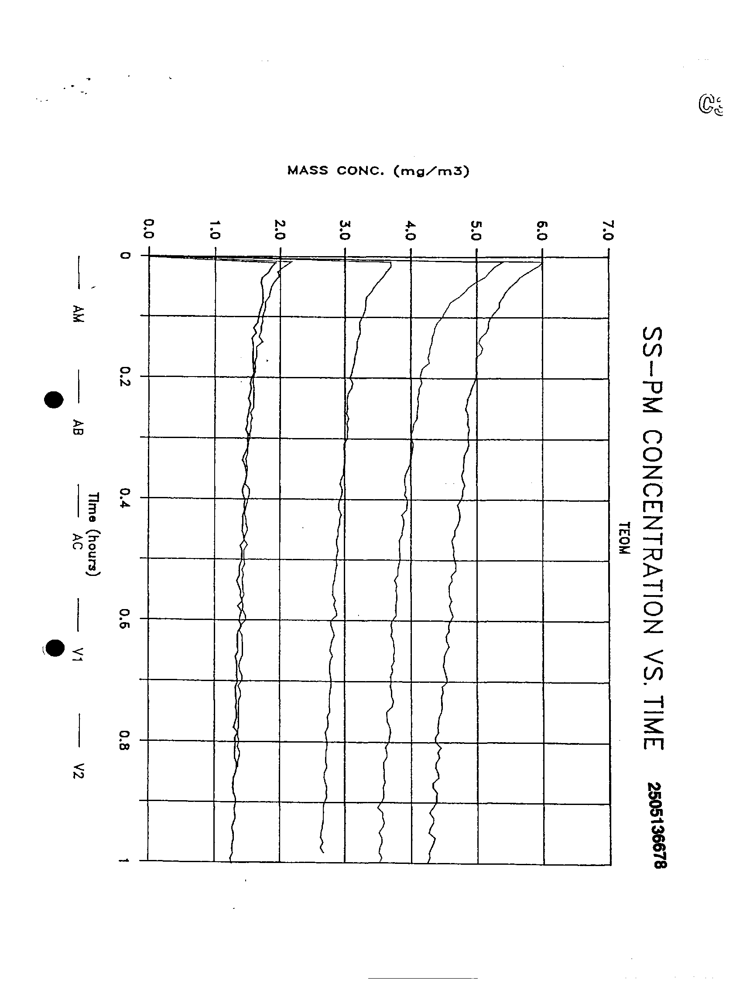 SS-PM CONCENTRATION VS. TIME
TEOM
2505136678
MASS CONC. (mg/m3)
7.0
6.0
5.0
4.0
3.0
2.0
1.0
0.0
0 0.2 0.4 0.6 0.8 1
Time (hours)
AM AB AC V1 V2